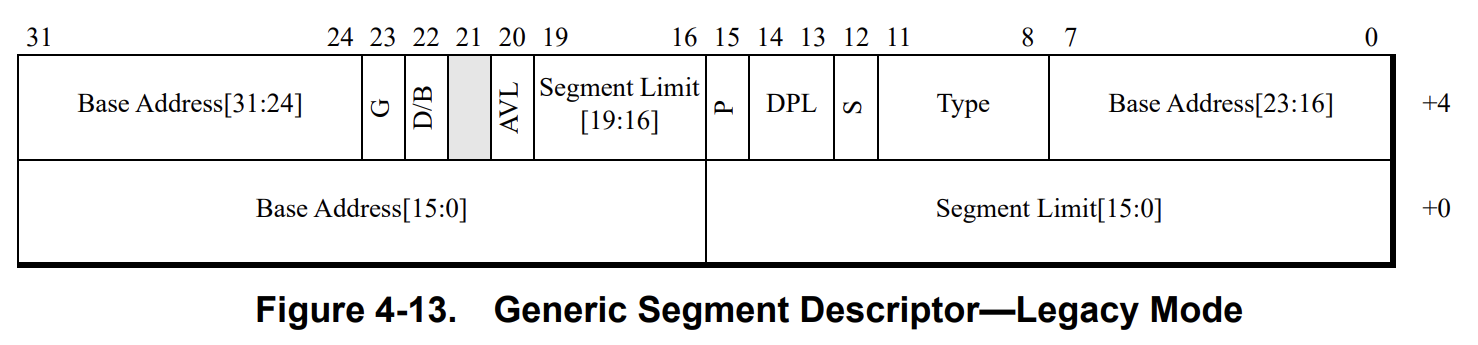 31 24 23 22 21 20 19 16 15 14 13 12 11 8 7 0
Base Address[31:24] G D/B AVL Segment Limit [19:16] P DPL S Type Base Address[23:16] +4
Base Address[15:0] Segment Limit[15:0] +0
Figure 4-13. Generic Segment Descriptor—Legacy Mode